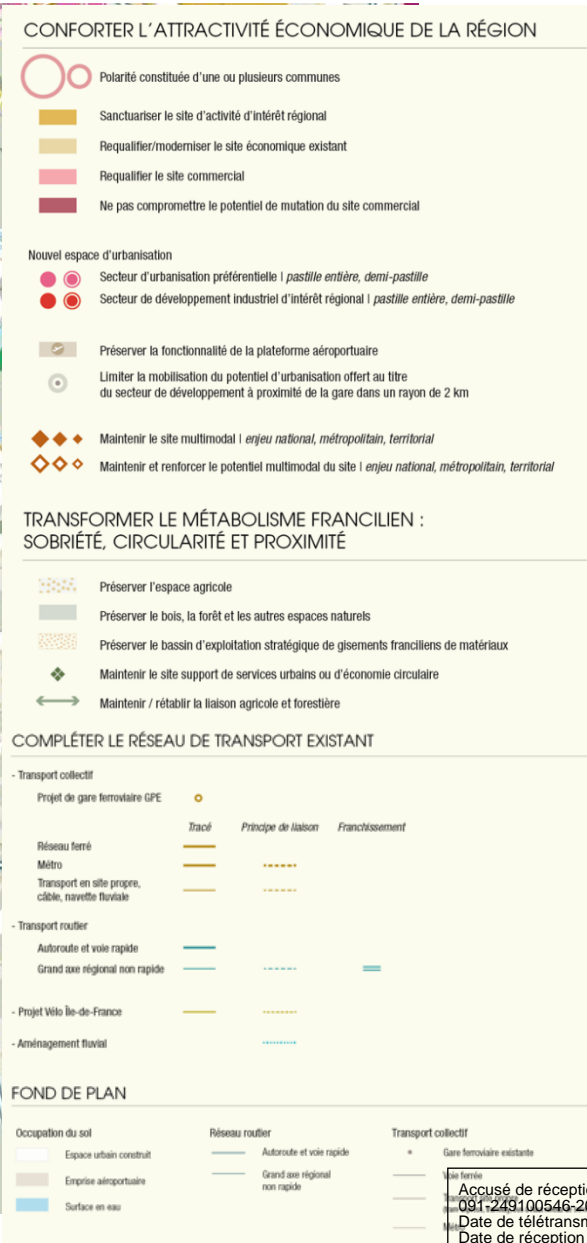 CONFORTER L'ATTRACTIVITÉ ÉCONOMIQUE DE LA RÉGION
Polarité constituée d'une ou plusieurs communes
Sanctuariser le site d'activité d'intérêt régional
Requalifier/moderniser le site économique existant
Requalifier le site commercial
Ne pas compromettre le potentiel de mutation du site commercial
Nouvel espace d'urbanisation
Secteur d'urbanisation préférentielle | pastille entière, demi-pastille
Secteur de développement industriel d'intérêt régional | pastille entière, demi-pastille
Préserver la fonctionnalité de la plateforme aéroportuaire
Limiter la mobilisation du potentiel d'urbanisation offert au titre
du secteur de développement à proximité de la gare dans un rayon de 2 km
Maintenir le site multimodal | enjeu national, métropolitain, territorial
Maintenir et renforcer le potentiel multimodal du site | enjeu national, métropolitain, territorial
TRANSFORMER LE MÉTABOLISME FRANCILIEN :
SOBRIÉTÉ, CIRCULARITÉ ET PROXIMITÉ
Préserver l'espace agricole
Préserver le bois, la forêt et les autres espaces naturels
Préserver le bassin d'exploitation stratégique de gisements franciliens de matériaux
Maintenir le site support de services urbains ou d'économie circulaire
Maintenir / rétablir la liaison agricole et forestière
COMPLÉTER LE RÉSEAU DE TRANSPORT EXISTANT
- Transport collectif
Projet de gare ferroviaire GPE
Tracé Principe de liaison Franchissement
Réseau ferré
Métro
Transport en site propre,
câble, navette fluviale
- Transport routier
Autoroute et voie rapide
Grand axe régional non rapide
- Projet Vélo Île-de-France
- Aménagement fluvial
FOND DE PLAN
Occupation du sol
Espace urbain construit
Emprise aéroportuaire
Surface en eau
Réseau routier
Autoroute et voie rapide
Grand axe régional
non rapide
Transport collectif
Gare ferroviaire existante
Voie ferrée
Métro
Accusé de réceptio
091-249100546-20
Date de télétransm
Date de réception